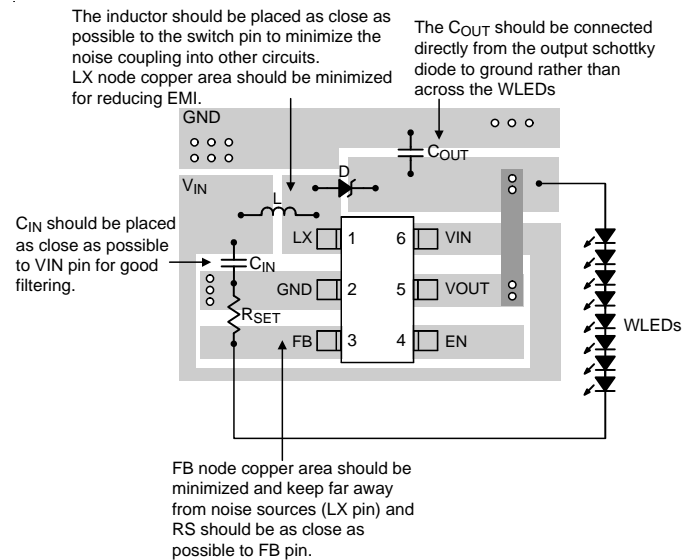 The inductor should be placed as close as
possible to the switch pin to minimize the
noise coupling into other circuits.
LX node copper area should be minimized
for reducing EMI.
The COUT should be connected
directly from the output schottky
diode to ground rather than
across the WLEDs
GND
COUT
D
VIN
L
CIN should be placed
as close as possible
to VIN pin for good
filtering.
LX 1 6 VIN
CIN
GND 2 5 VOUT
RSET
WLEDs
FB 3 4 EN
FB node copper area should be
minimized and keep far away
from noise sources (LX pin) and
RS should be as close as
possible to FB pin.